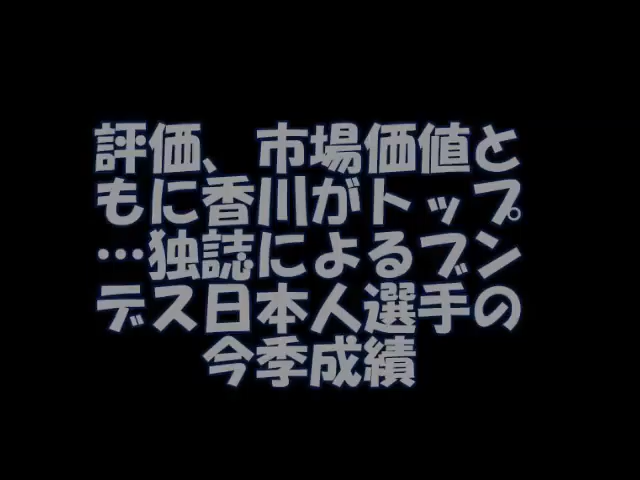 評価、市場価値と
もに香川がトップ
…独誌によるブン
デス日本人選手の
今季成績